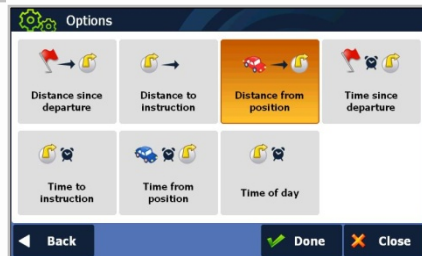 Options
Distance since
departure
Distance to
instruction
Distance from
position
Time since
departure
Time to
instruction
Time from
position
Time of day
Back
Done
Close